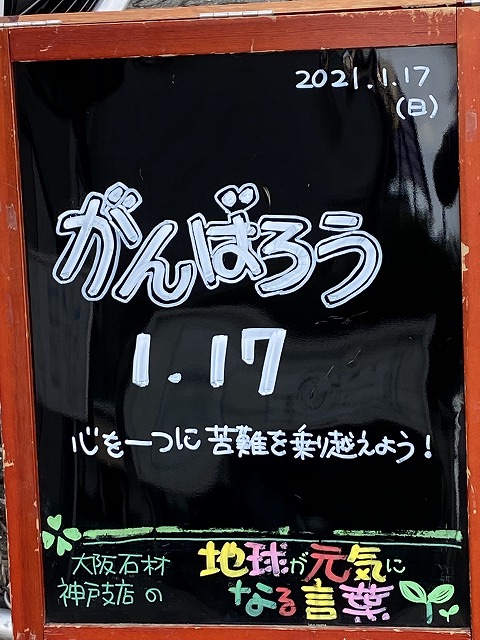 2021.1.17
(日)
がんばろう
1.17
心を一つに苦難を乗り越えよう!
大阪石材
神戸支店の
地球が元気に
なる言葉